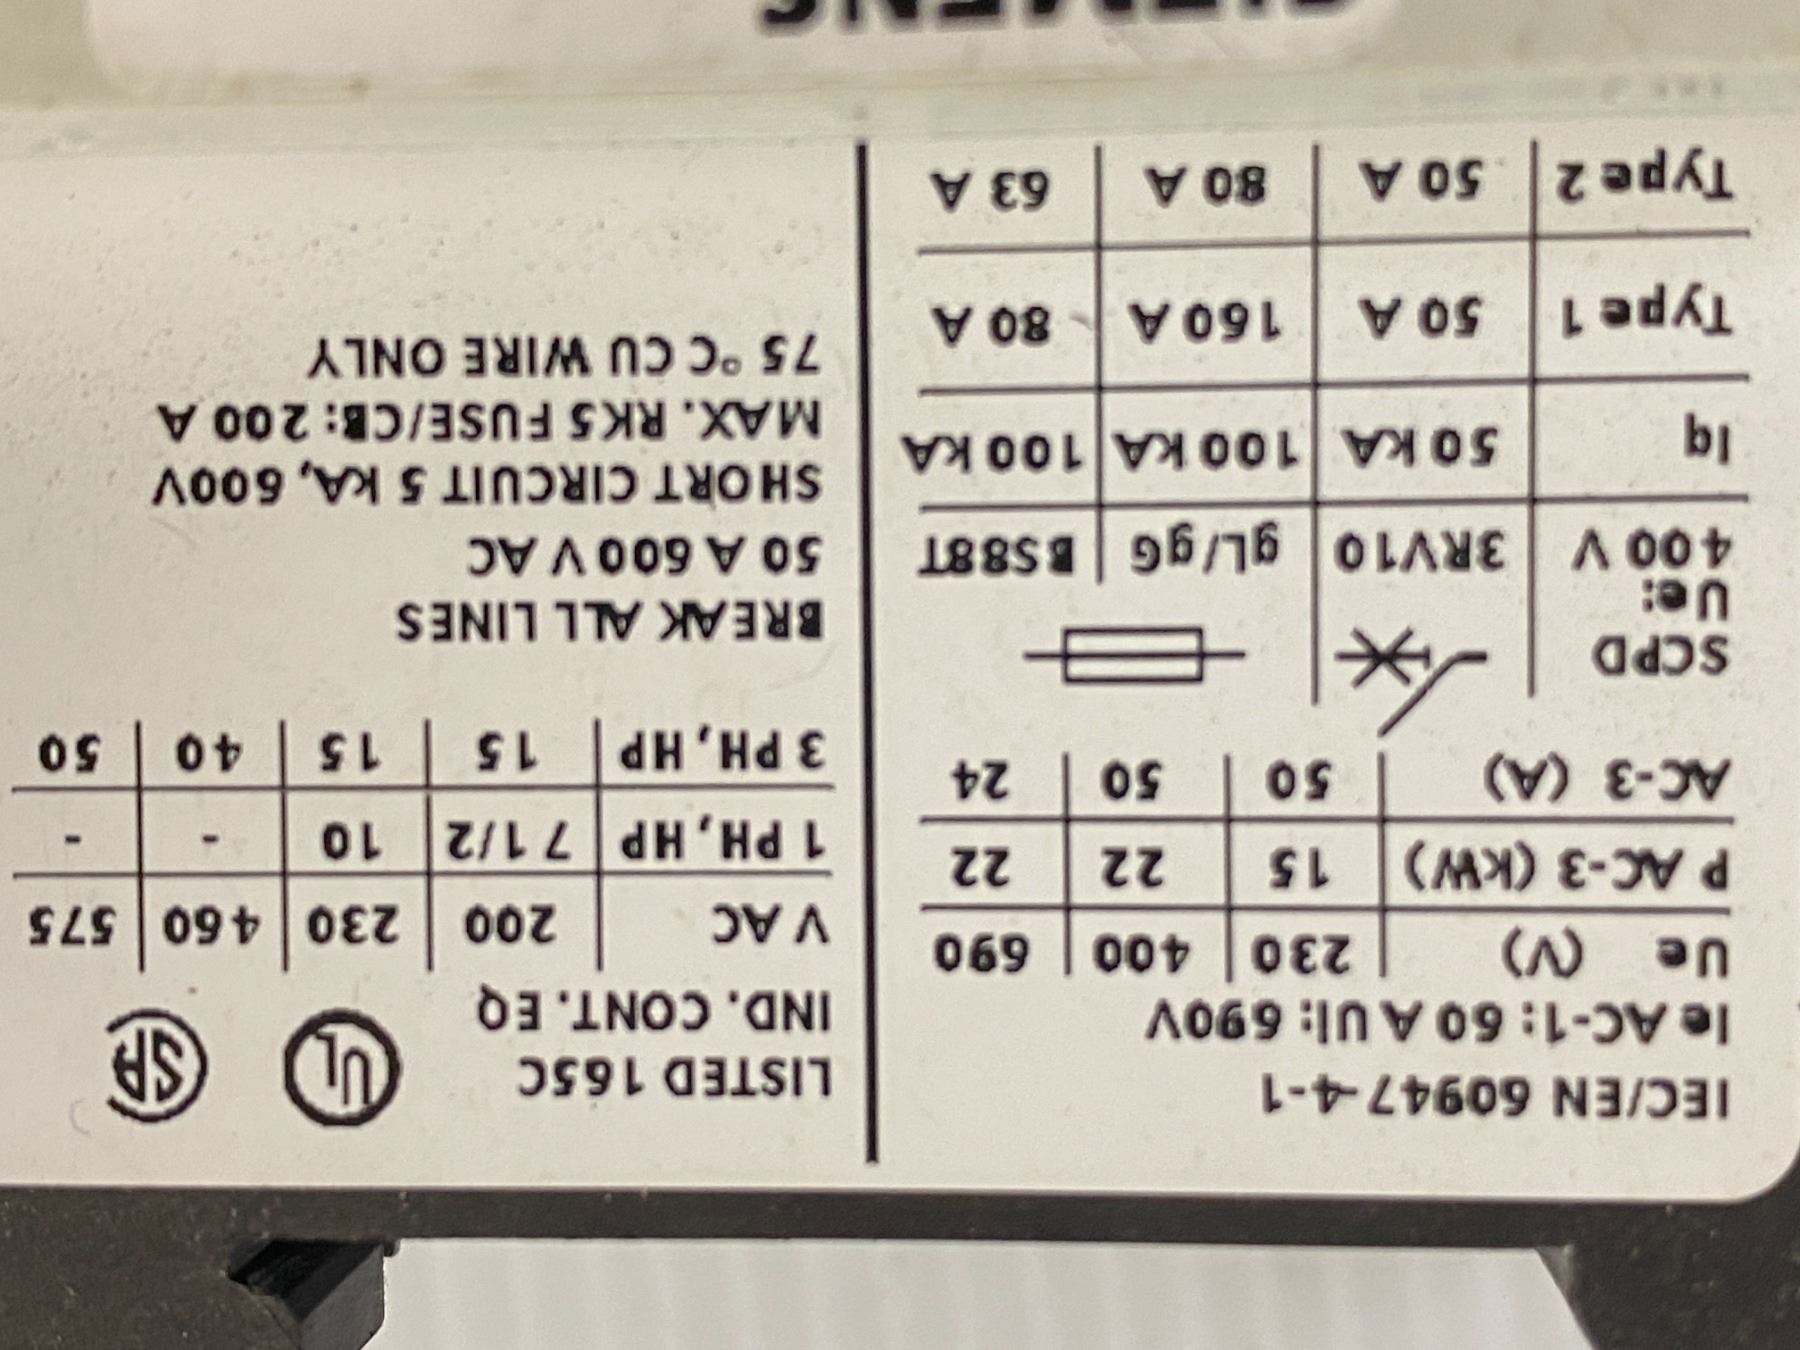 IEC/EN 60947-4-1
Ie AC-1: 60 A Ui: 690V
Ue (V) 230 400 690
P AC-3 (kW) 15 22 22
AC-3 (A) 50 50 24
SCPD
Ue:
400 V 3RV10 gL/gG BS88T
Iq 50 kA 100 kA 100 kA
Type 1 50 A 160 A 80 A
Type 2 50 A 80 A 63 A
LISTED 165C
IND. CONT. EQ
UL
SA
V AC 200 230 460 575
1 PH, HP 7 1/2 10 - -
3 PH, HP 15 15 40 50
BREAK ALL LINES
50 A 600 V AC
SHORT CIRCUIT 5 kA, 600V
MAX. RK5 FUSE/CB: 200 A
75 °C CU WIRE ONLY
SIEMENS